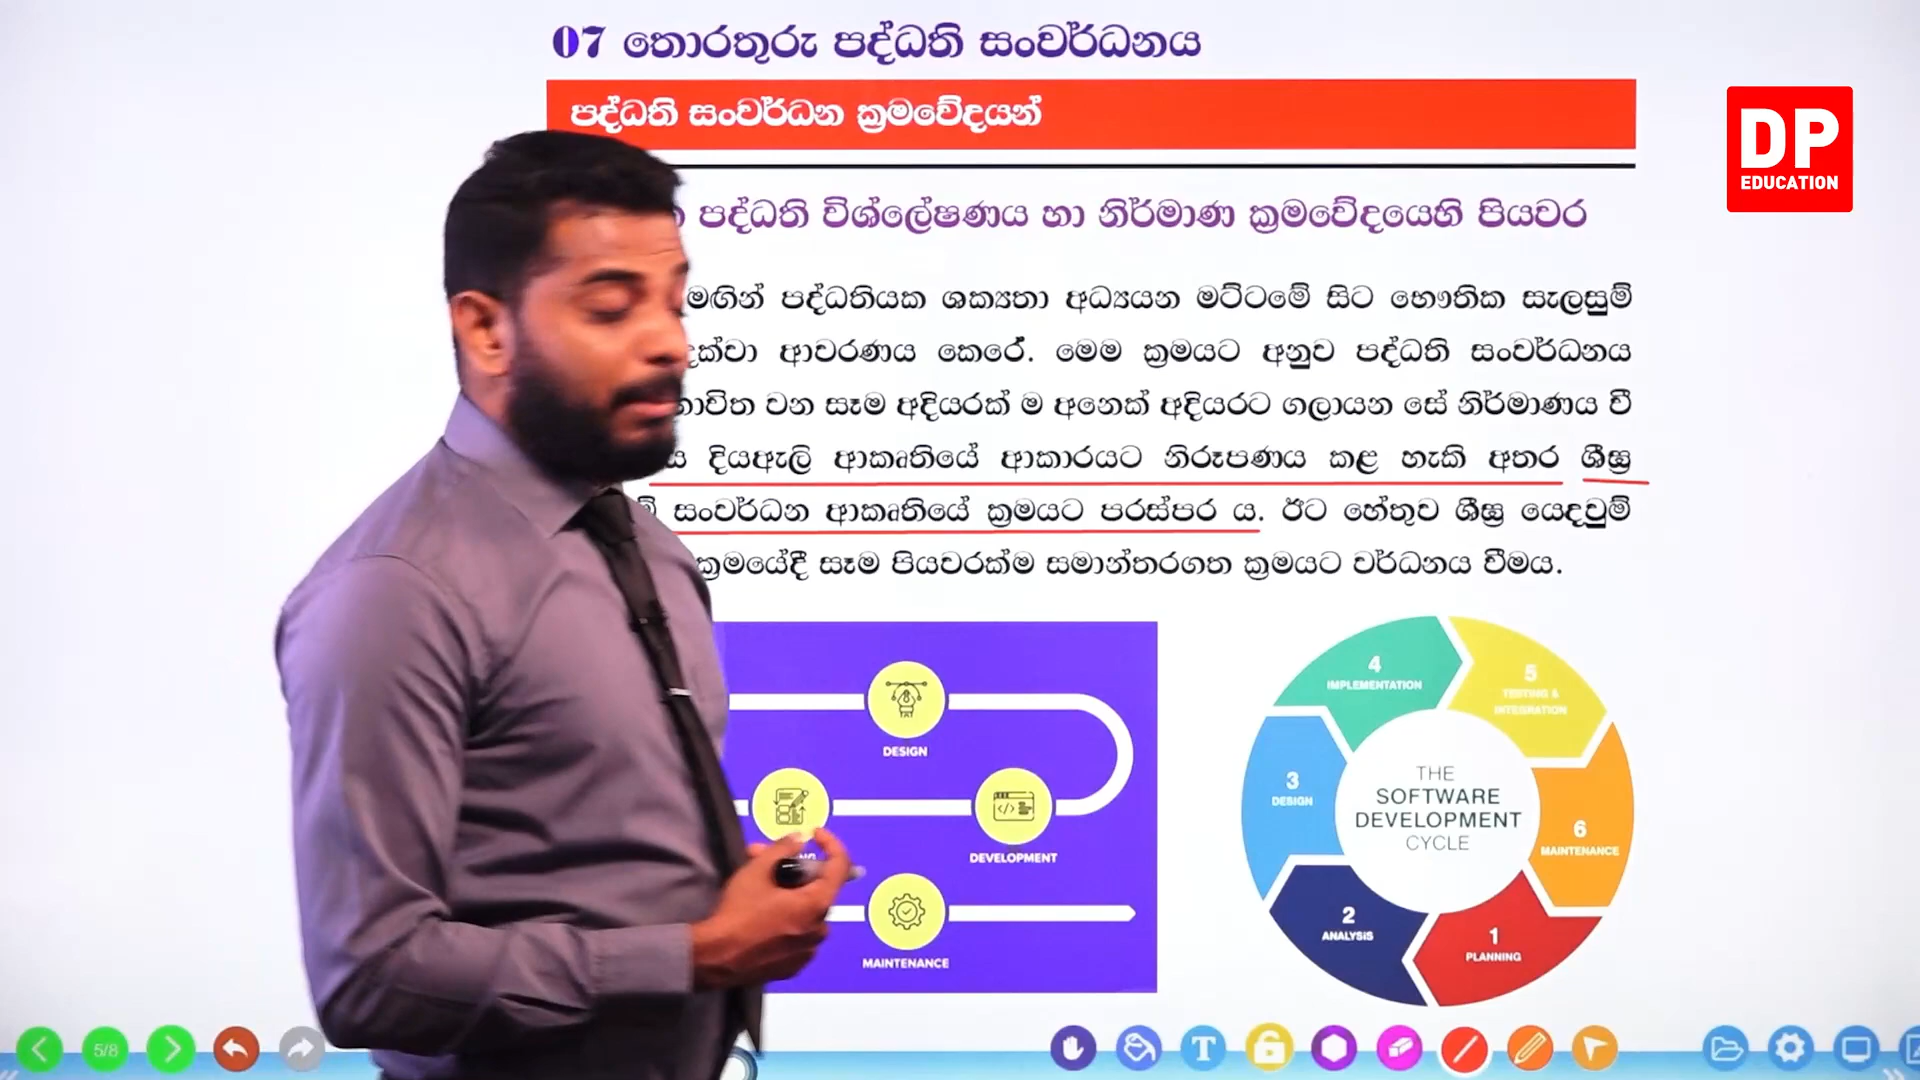 07 තොරතුරු පද්ධති සංවර්ධනය
පද්ධති සංවර්ධන ක්‍රමවේදයන්
DP
EDUCATION
පද්ධති විශ්ලේෂණය හා නිර්මාණ ක්‍රමවේදයෙහි පියවර
මඟින් පද්ධතියක ශක්‍යතා අධ්‍යයන මට්ටමේ සිට භෞතික සැලසුම්
දක්වා ආවරණය කෙරේ. මෙම ක්‍රමයට අනුව පද්ධති සංවර්ධනය
වන සෑම අදියරක් ම අනෙක් අදියරට ගලායන සේ නිර්මාණය වී
දියඇලි ආකෘතියේ ආකාරයට නිරූපණය කළ හැකි අතර ශීඝ්‍ර
සංවර්ධන ආකෘතියේ ක්‍රමයට පරස්පර ය. ඊට හේතුව ශීඝ්‍ර යෙදවුම්
ක්‍රමයේදී සෑම පියවරක්ම සමාන්තරගත ක්‍රමයට වර්ධනය වීමය.
DESIGN
DEVELOPMENT
MAINTENANCE
4
IMPLEMENTATION
5
TESTING &
INTEGRATION
3
DESIGN
THE
SOFTWARE
DEVELOPMENT
CYCLE
6
MAINTENANCE
2
ANALYSIS
1
PLANNING
5/8